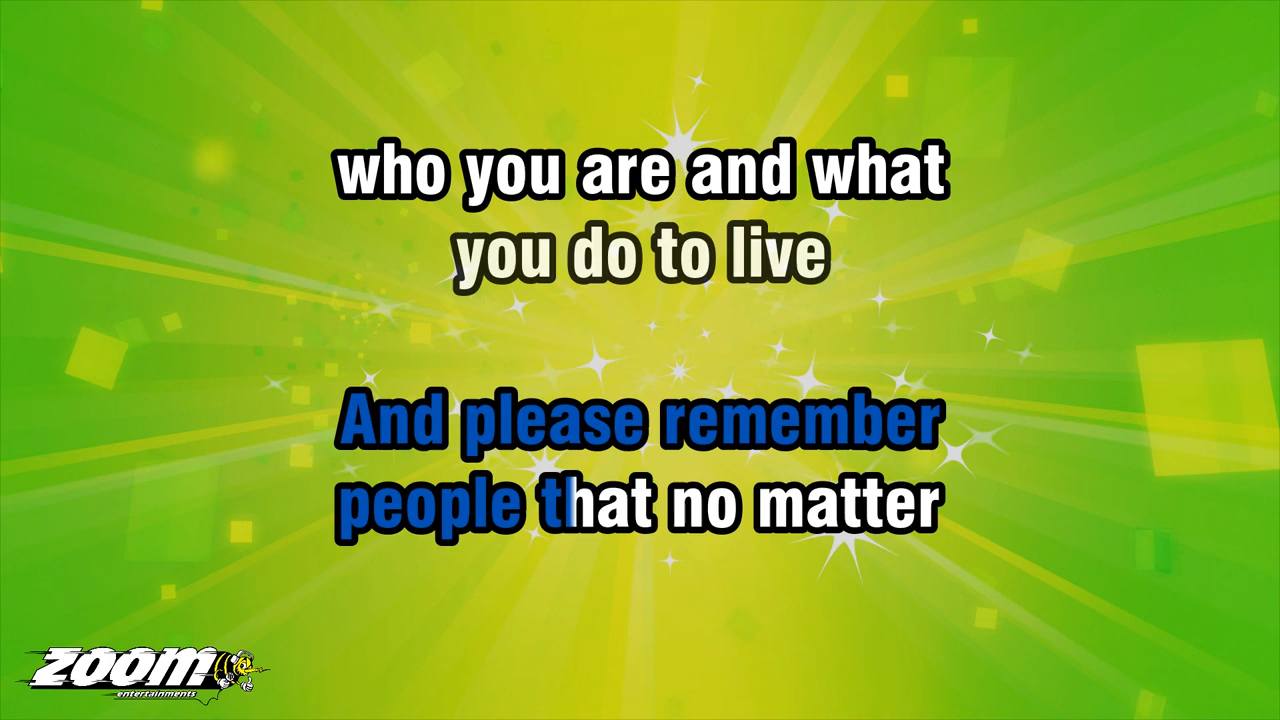 who you are and what
you do to live
And please remember
people that no matter
ZOOM
entertainments